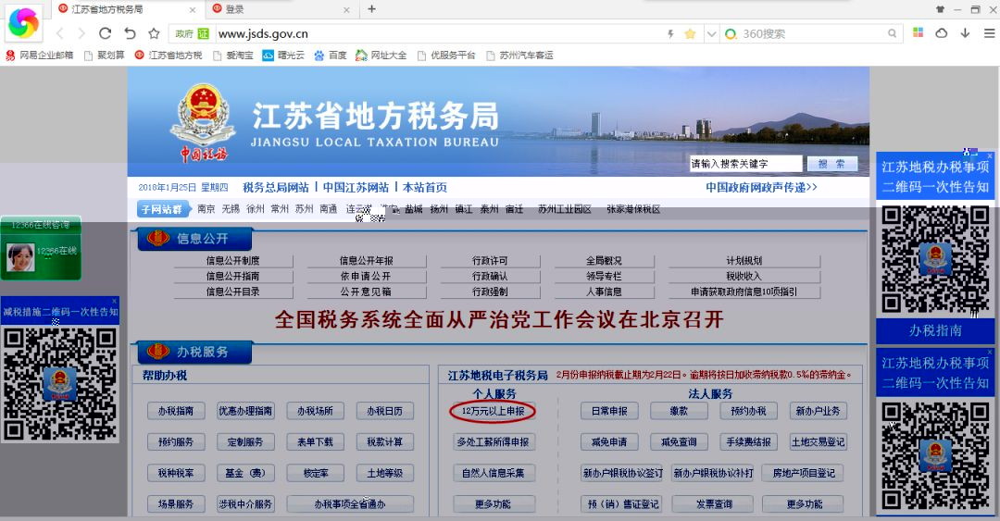 江苏省地方税务局
登录
政府 证 www.jsds.gov.cn
360搜索
网易企业邮箱 聚划算 江苏省地方税 爱淘宝 曙光云 百度 网址大全 优服务平台 苏州汽车客运
江苏省地方税务局
JIANGSU LOCAL TAXATION BUREAU
中国税务
请输入搜索关键字 搜 索
2018年1月25日 星期四 税务总局网站 | 中国江苏网站 | 本站首页 中国政府网政声传递>>
子网站群 南京 无锡 徐州 常州 苏州 南通 盐城 扬州 镇江 泰州 宿迁 苏州工业园区 张家港保税区
12366在线咨询
12366在线
减税措施二维码一次性告知
信息公开
信息公开制度 信息公开年报 行政许可 全局概况 计划规划
信息公开指南 依申请公开 行政确认 领导专栏 税收收入
信息公开目录 公开意见箱 行政强制 人事信息 申请获取政府信息10项指引
全国税务系统全面从严治党工作会议在北京召开
办税服务
帮助办税
办税指南 优惠办理指南 办税场所 办税日历
预约服务 定制服务 表单下载 税款计算
税种税率 基金（费） 核定率 土地等级
场景服务 涉税中介服务 办税事项全省通办
江苏地税电子税务局 2月份申报纳税截止期为2月22日。逾期将按日加收滞纳税款0.5‰的滞纳金。
个人服务
12万元以上申报
多处工薪所得申报
自然人信息采集
更多功能
法人服务
日常申报 缴款 预约办税 新办户业务
减免申请 减免查询 手续费结报 土地交易登记
新办户银税协议签订 新办户银税协议补打 房地产项目登记
预（销）售证登记 发票查询 更多功能
江苏地税办税事项
二维码一次性告知
办税指南
江苏地税办税事项
二维码一次性告知